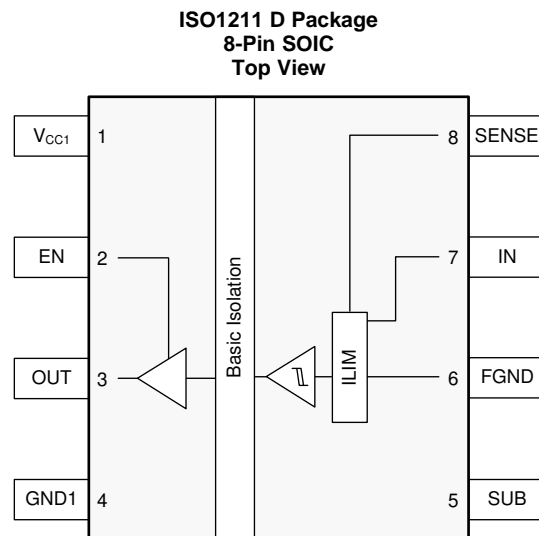 ISO1211 D Package
8-Pin SOIC
Top View
VCC1 1 8 SENSE
EN 2 7 IN
Basic Isolation
ILIM
OUT 3 6 FGND
GND1 4 5 SUB